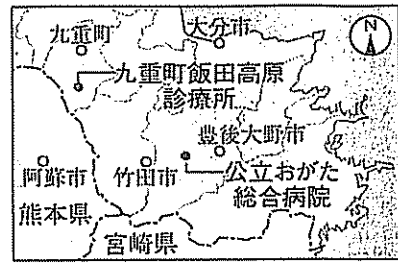 九重町
大分市
N
九重町飯田高原
診療所
豊後大野市
阿蘇市
竹田市
公立おがた
総合病院
熊本県
宮崎県